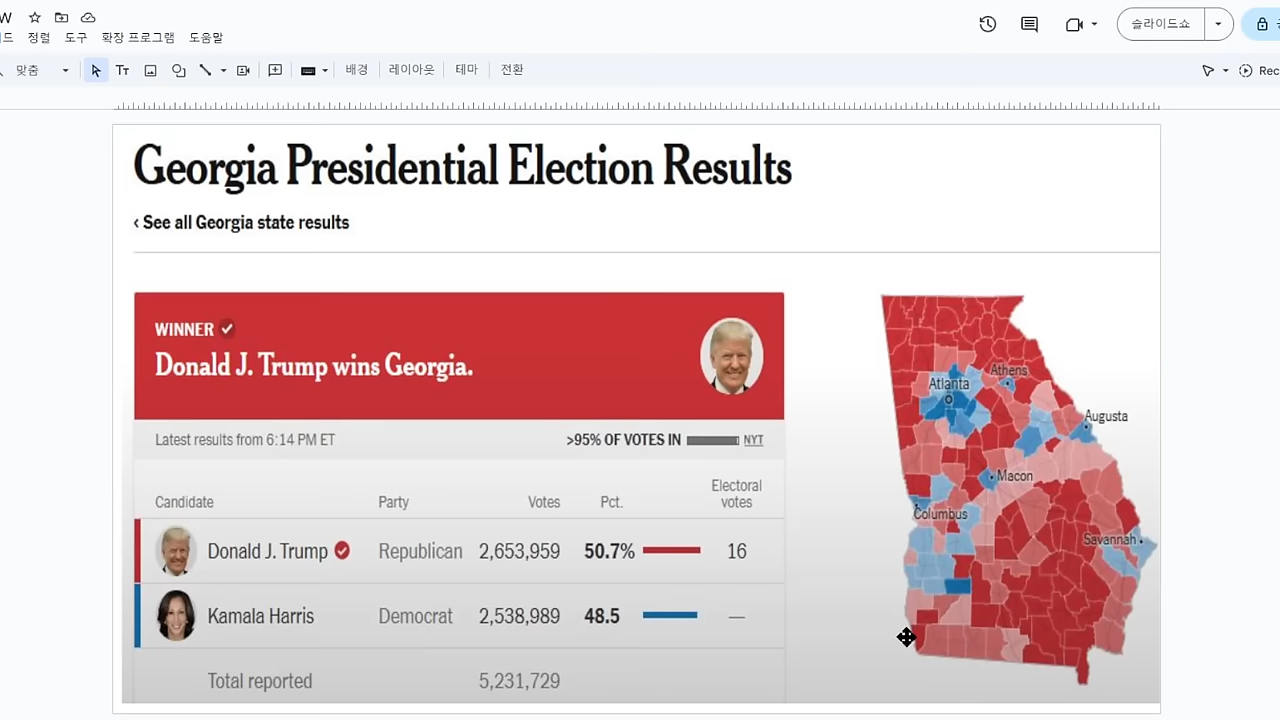 W
정렬 도구 확장 프로그램 도움말
슬라이드쇼
맞춤 Tт 배경 레이아웃 테마 전환 Rec
Georgia Presidential Election Results
‹ See all Georgia state results
WINNER
Donald J. Trump wins Georgia.
Latest results from 6:14 PM ET >95% OF VOTES IN NYT
Candidate Party Votes Pct. Electoral votes
Donald J. Trump Republican 2,653,959 50.7% 16
Kamala Harris Democrat 2,538,989 48.5 —
Total reported 5,231,729
Atlanta
Athens
Augusta
Macon
Columbus
Savannah